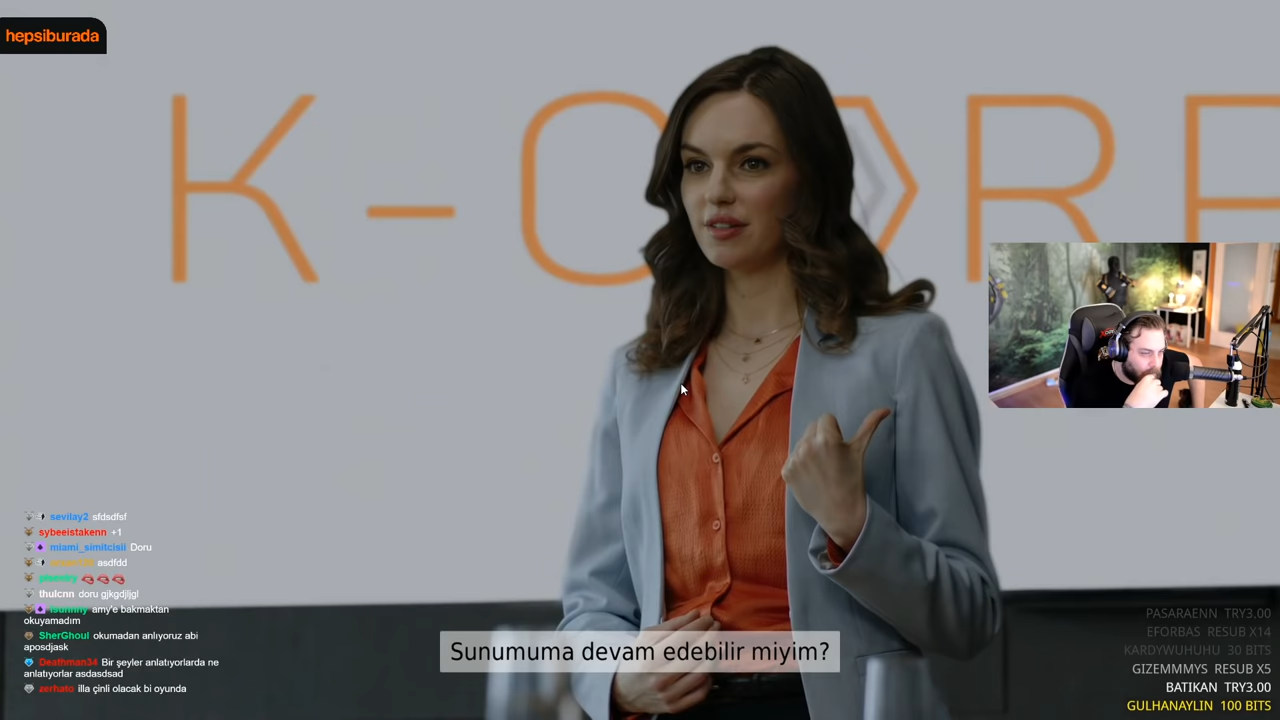 hepsiburada
K-CORP
sevilay2 sfdsdfsf
sybeeistakenn +1
miami_simitcisii Doru
asdfdd
thulcnn doru gjkgdjljgl
amy'e bakmaktan
okuyamadım
SherGhoul okumadan anlıyoruz abi
aposdjask
Deathman34 Bir şeyler anlatıyorlarda ne
anlatıyorlar asdasdsad
zerhato illa çinli olacak bi oyunda
Sunumuma devam edebilir miyim?
PASARAENN TRY3.00
EFORBAS RESUB X14
KARDYWUHUHU 30 BITS
GIZEMMMYS RESUB X5
BATIKAN TRY3.00
GULHANAYLIN 100 BITS